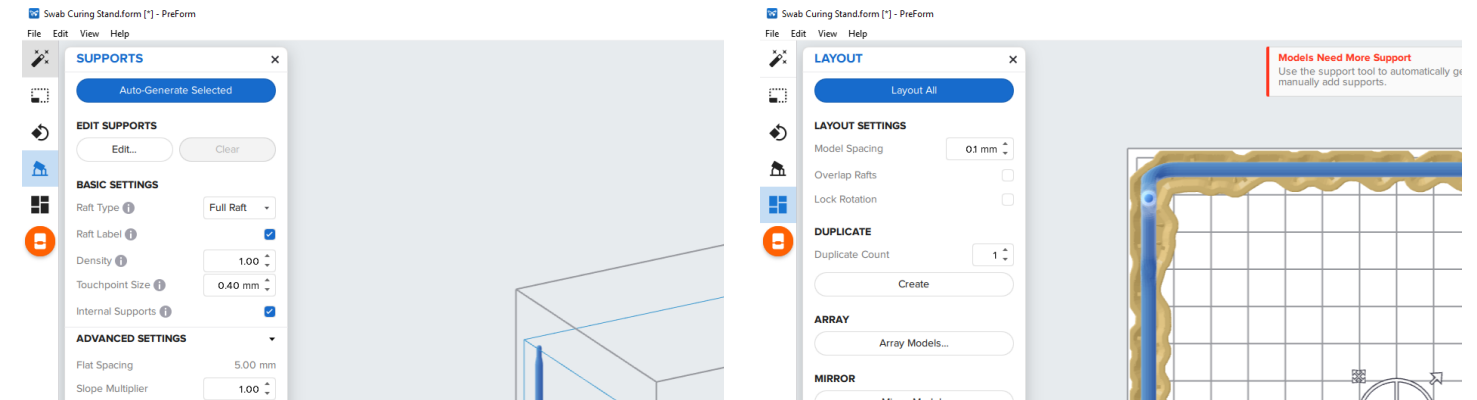 Swab Curing Stand.form [*] - PreForm
File Edit View Help
SUPPORTS
Auto-Generate Selected
EDIT SUPPORTS
Edit... Clear
BASIC SETTINGS
Raft Type Full Raft
Raft Label
Density 1.00
Touchpoint Size 0.40 mm
Internal Supports
ADVANCED SETTINGS
Flat Spacing 5.00 mm
Slope Multiplier 1.00
Swab Curing Stand.form [*] - PreForm
File Edit View Help
LAYOUT
Layout All
LAYOUT SETTINGS
Model Spacing 0.1 mm
Overlap Rafts
Lock Rotation
DUPLICATE
Duplicate Count 1
Create
ARRAY
Array Models...
MIRROR
Models Need More Support
Use the support tool to automatically ge
manually add supports.